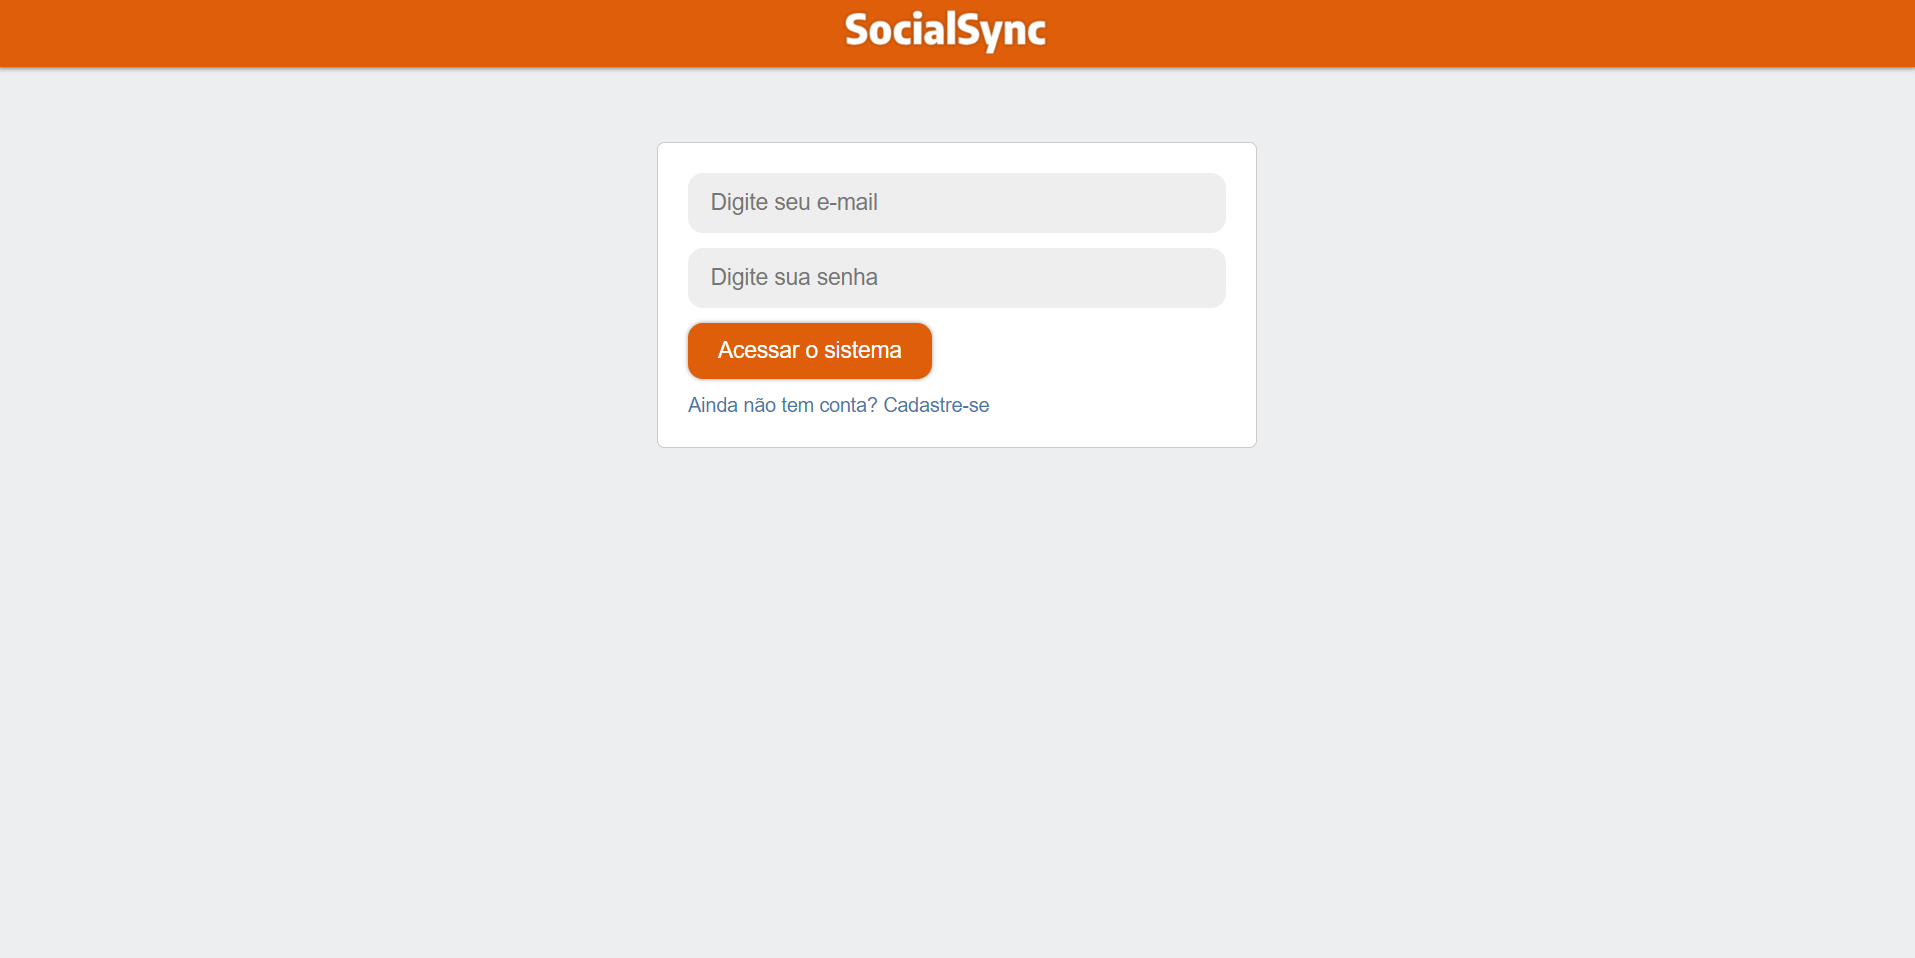 SocialSync
Digite seu e-mail
Digite sua senha
Acessar o sistema
Ainda não tem conta? Cadastre-se